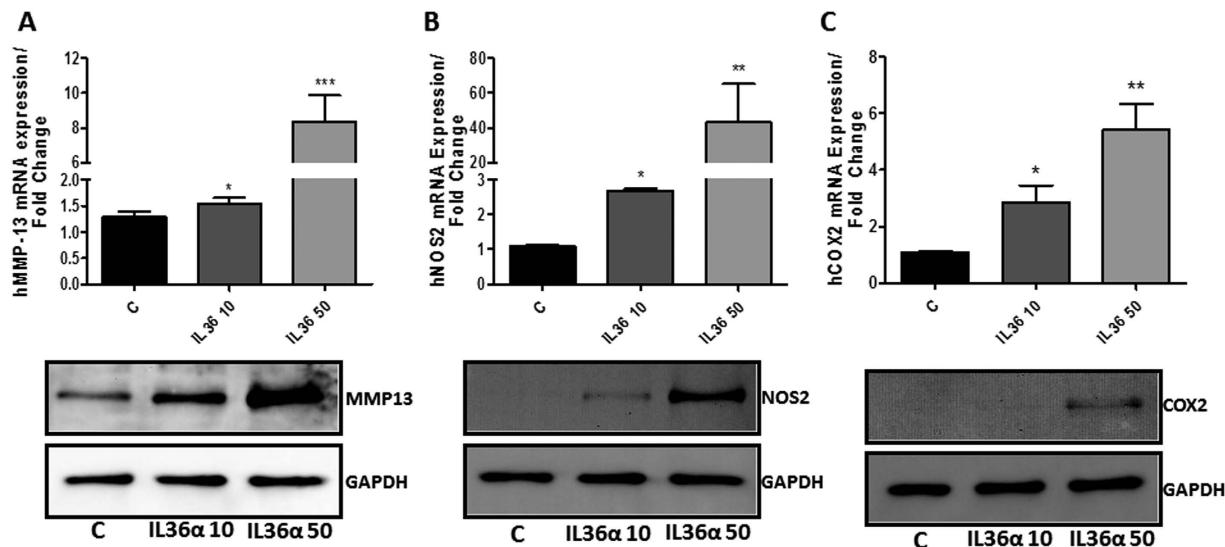 A
hMMP-13 mRNA expression/
Fold Change
12
10
8
6
2.0
1.5
1.0
0.5
0.0
*
***
C
IL36 10
IL36 50
MMP13
GAPDH
C
IL36α 10
IL36α 50
B
hNOS2 mRNA Expression/
Fold Change
80
60
40
20
3
2
1
0
*
**
C
IL36 10
IL36 50
NOS2
GAPDH
C
IL36α 10
IL36α 50
C
hCOX2 mRNA Expression/
Fold Change
8
6
4
2
0
*
**
C
IL36 10
IL36 50
COX2
GAPDH
C
IL36α 10
IL36α 50